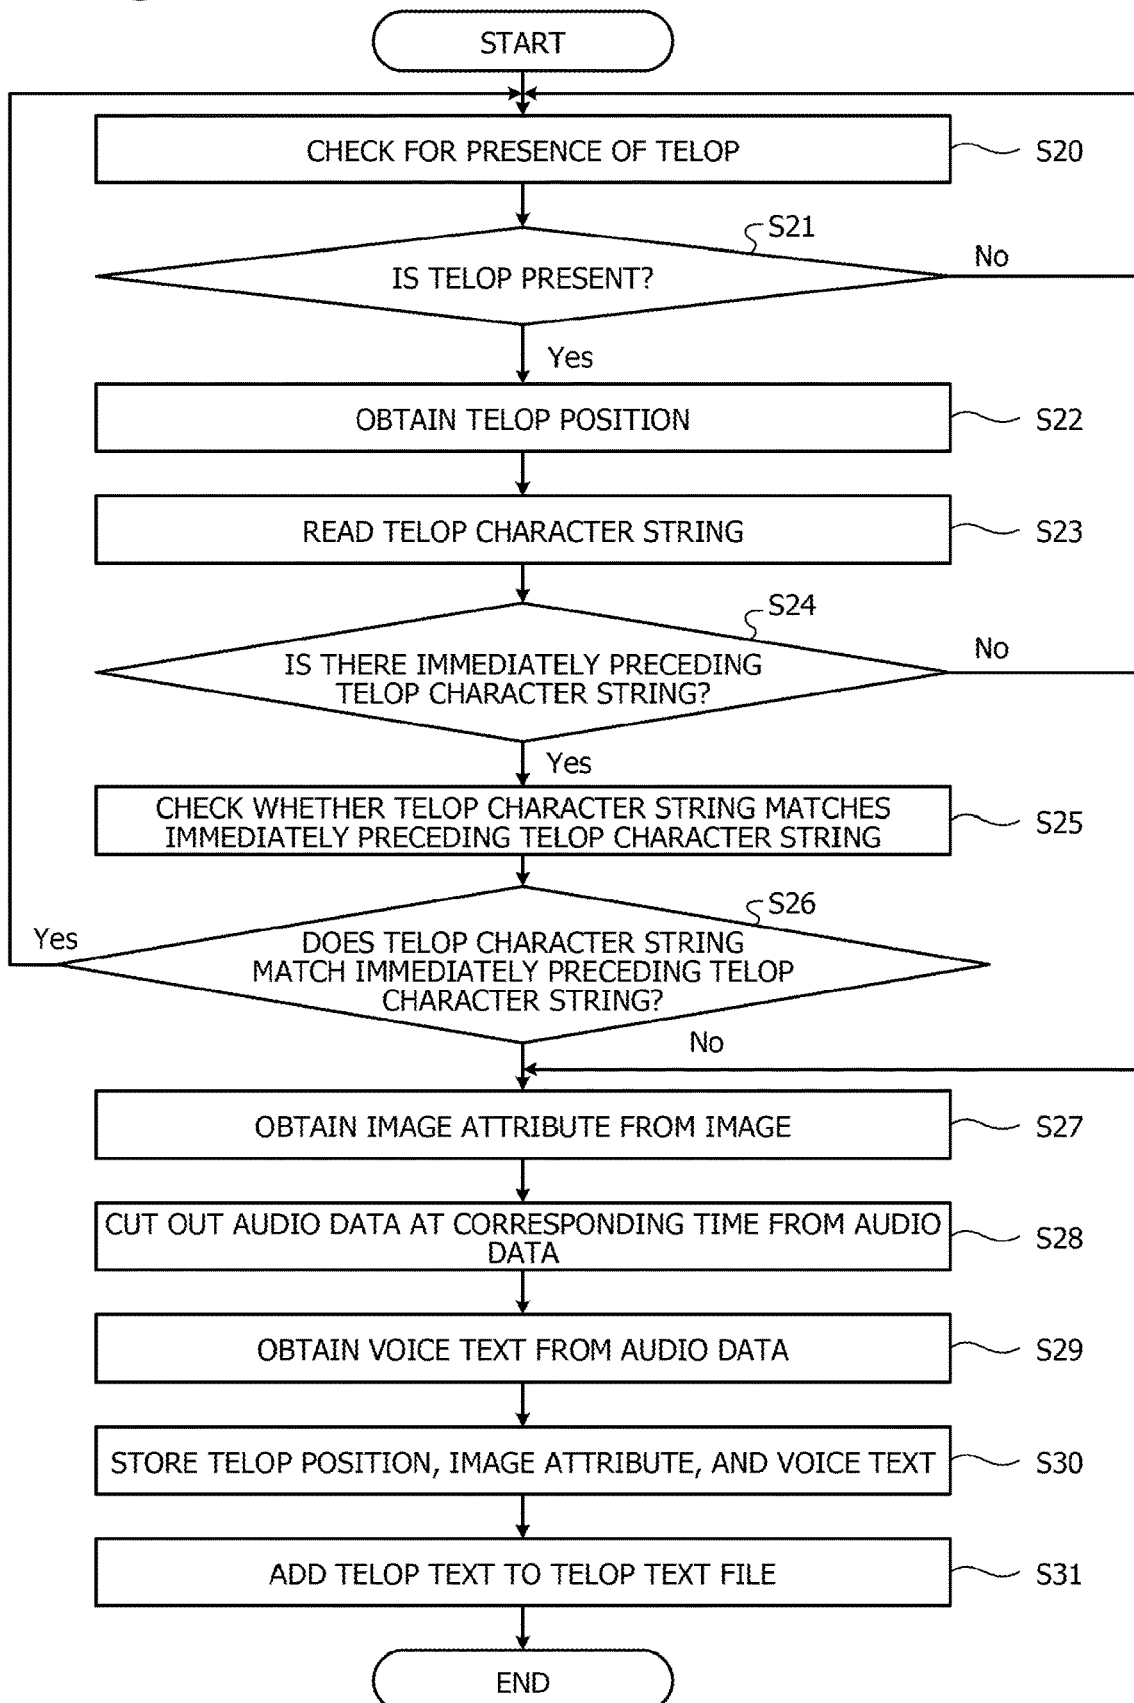 START
CHECK FOR PRESENCE OF TELOP
S20
S21
IS TELOP PRESENT?
No
Yes
OBTAIN TELOP POSITION
S22
READ TELOP CHARACTER STRING
S23
S24
IS THERE IMMEDIATELY PRECEDING
TELOP CHARACTER STRING?
No
Yes
CHECK WHETHER TELOP CHARACTER STRING MATCHES
IMMEDIATELY PRECEDING TELOP CHARACTER STRING
S25
S26
Yes
DOES TELOP CHARACTER STRING
MATCH IMMEDIATELY PRECEDING TELOP
CHARACTER STRING?
No
OBTAIN IMAGE ATTRIBUTE FROM IMAGE
S27
CUT OUT AUDIO DATA AT CORRESPONDING TIME FROM AUDIO
DATA
S28
OBTAIN VOICE TEXT FROM AUDIO DATA
S29
STORE TELOP POSITION, IMAGE ATTRIBUTE, AND VOICE TEXT
S30
ADD TELOP TEXT TO TELOP TEXT FILE
S31
END